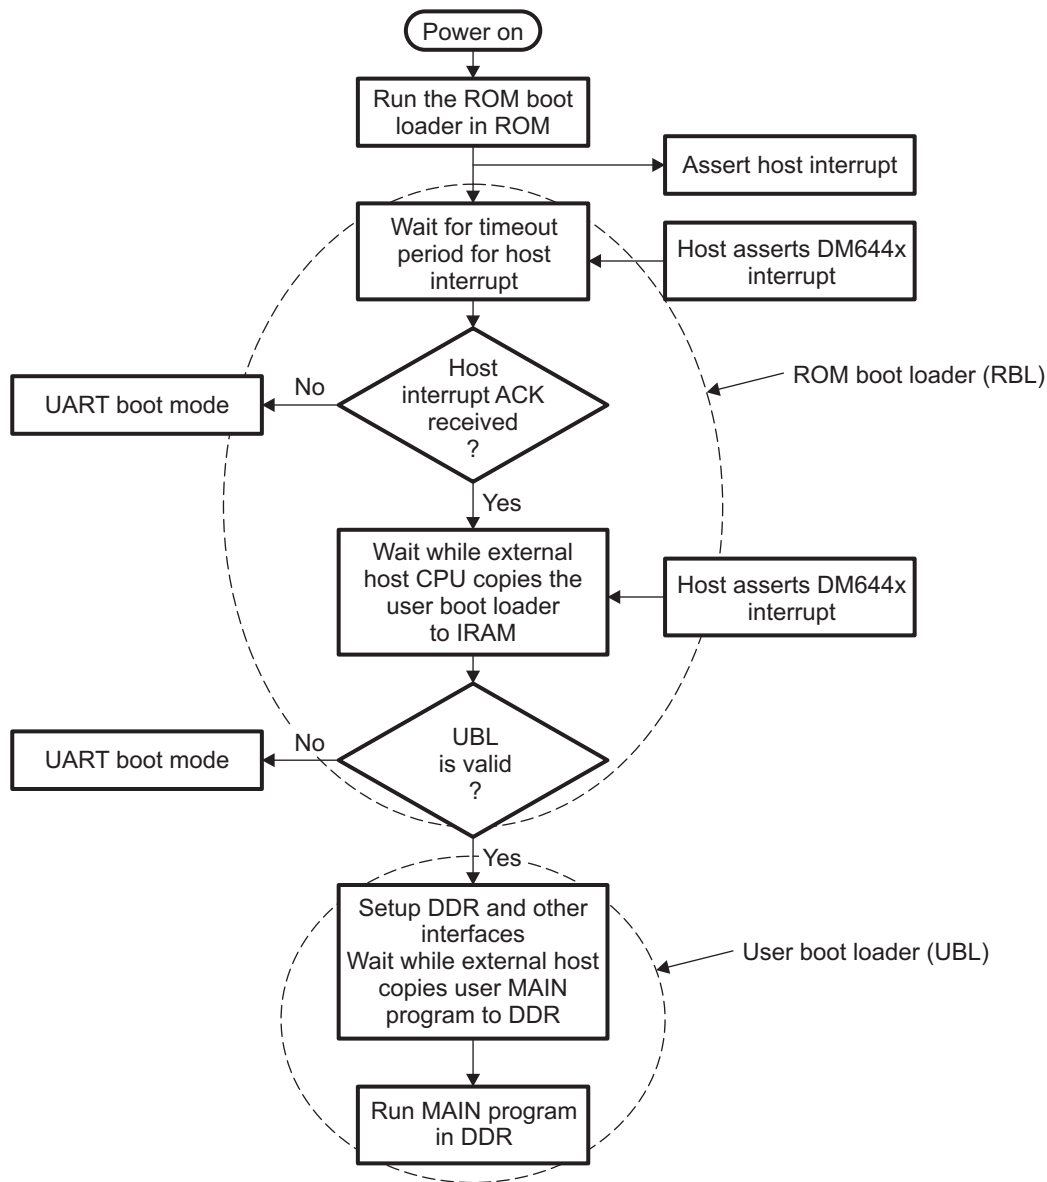 Power on
Run the ROM boot
loader in ROM
Assert host interrupt
Wait for timeout
period for host
interrupt
Host asserts DM644x
interrupt
Host
interrupt ACK
received
?
No
UART boot mode
ROM boot loader (RBL)
Yes
Wait while external
host CPU copies the
user boot loader
to IRAM
Host asserts DM644x
interrupt
UBL
is valid
?
No
UART boot mode
Yes
Setup DDR and other
interfaces
Wait while external host
copies user MAIN
program to DDR
User boot loader (UBL)
Run MAIN program
in DDR